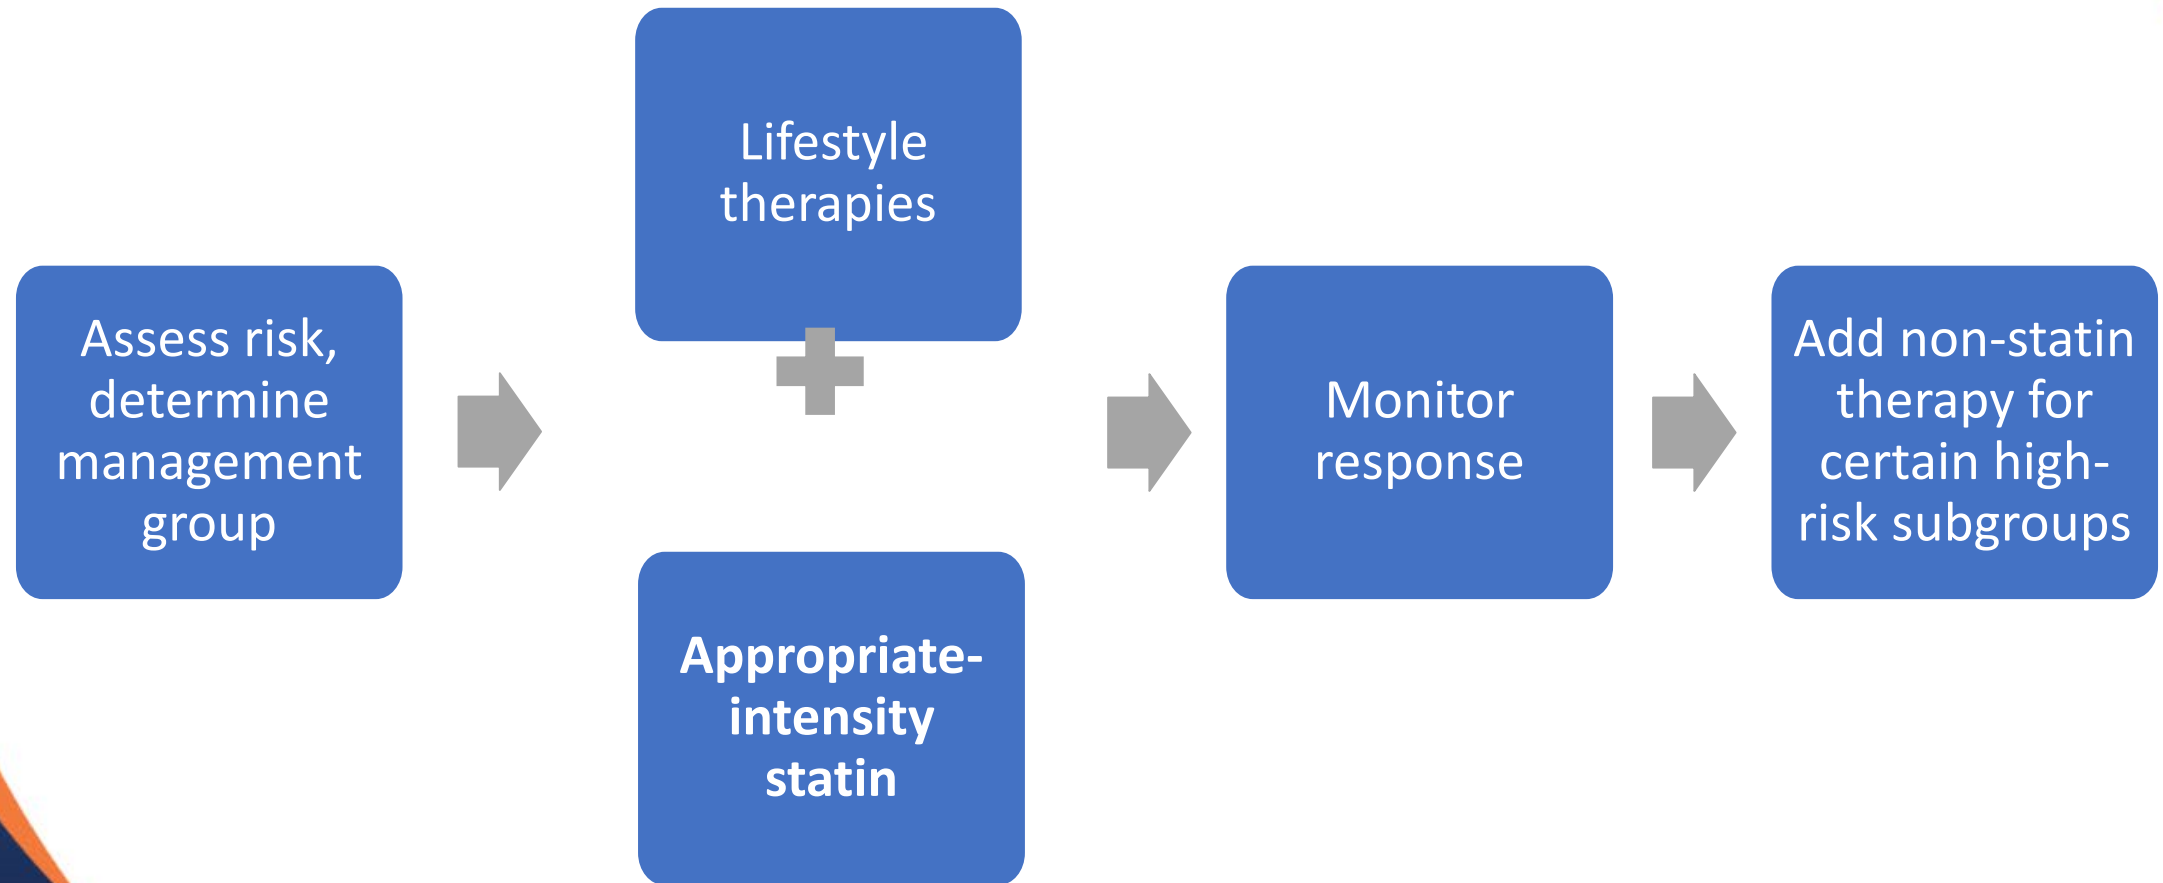 Assess risk,
determine
management
group
Lifestyle
therapies
Appropriate-
intensity
statin
Monitor
response
Add non-statin
therapy for
certain high-
risk subgroups